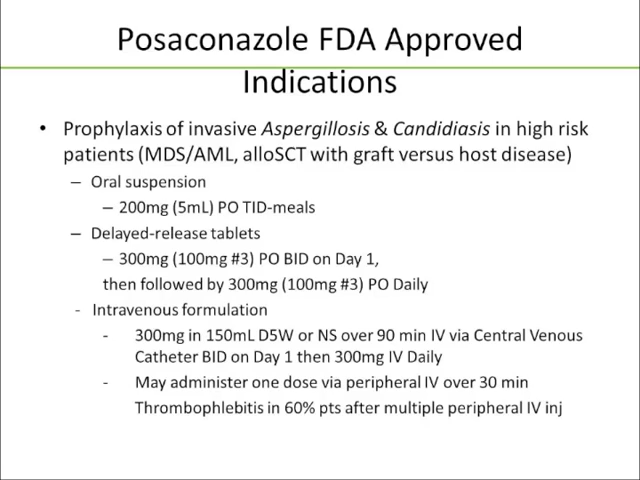 Posaconazole FDA Approved
Indications
• Prophylaxis of invasive Aspergillosis & Candidiasis in high risk
patients (MDS/AML, alloSCT with graft versus host disease)
– Oral suspension
– 200mg (5mL) PO TID-meals
– Delayed-release tablets
– 300mg (100mg #3) PO BID on Day 1,
then followed by 300mg (100mg #3) PO Daily
- Intravenous formulation
- 300mg in 150mL D5W or NS over 90 min IV via Central Venous
Catheter BID on Day 1 then 300mg IV Daily
- May administer one dose via peripheral IV over 30 min
Thrombophlebitis in 60% pts after multiple peripheral IV inj